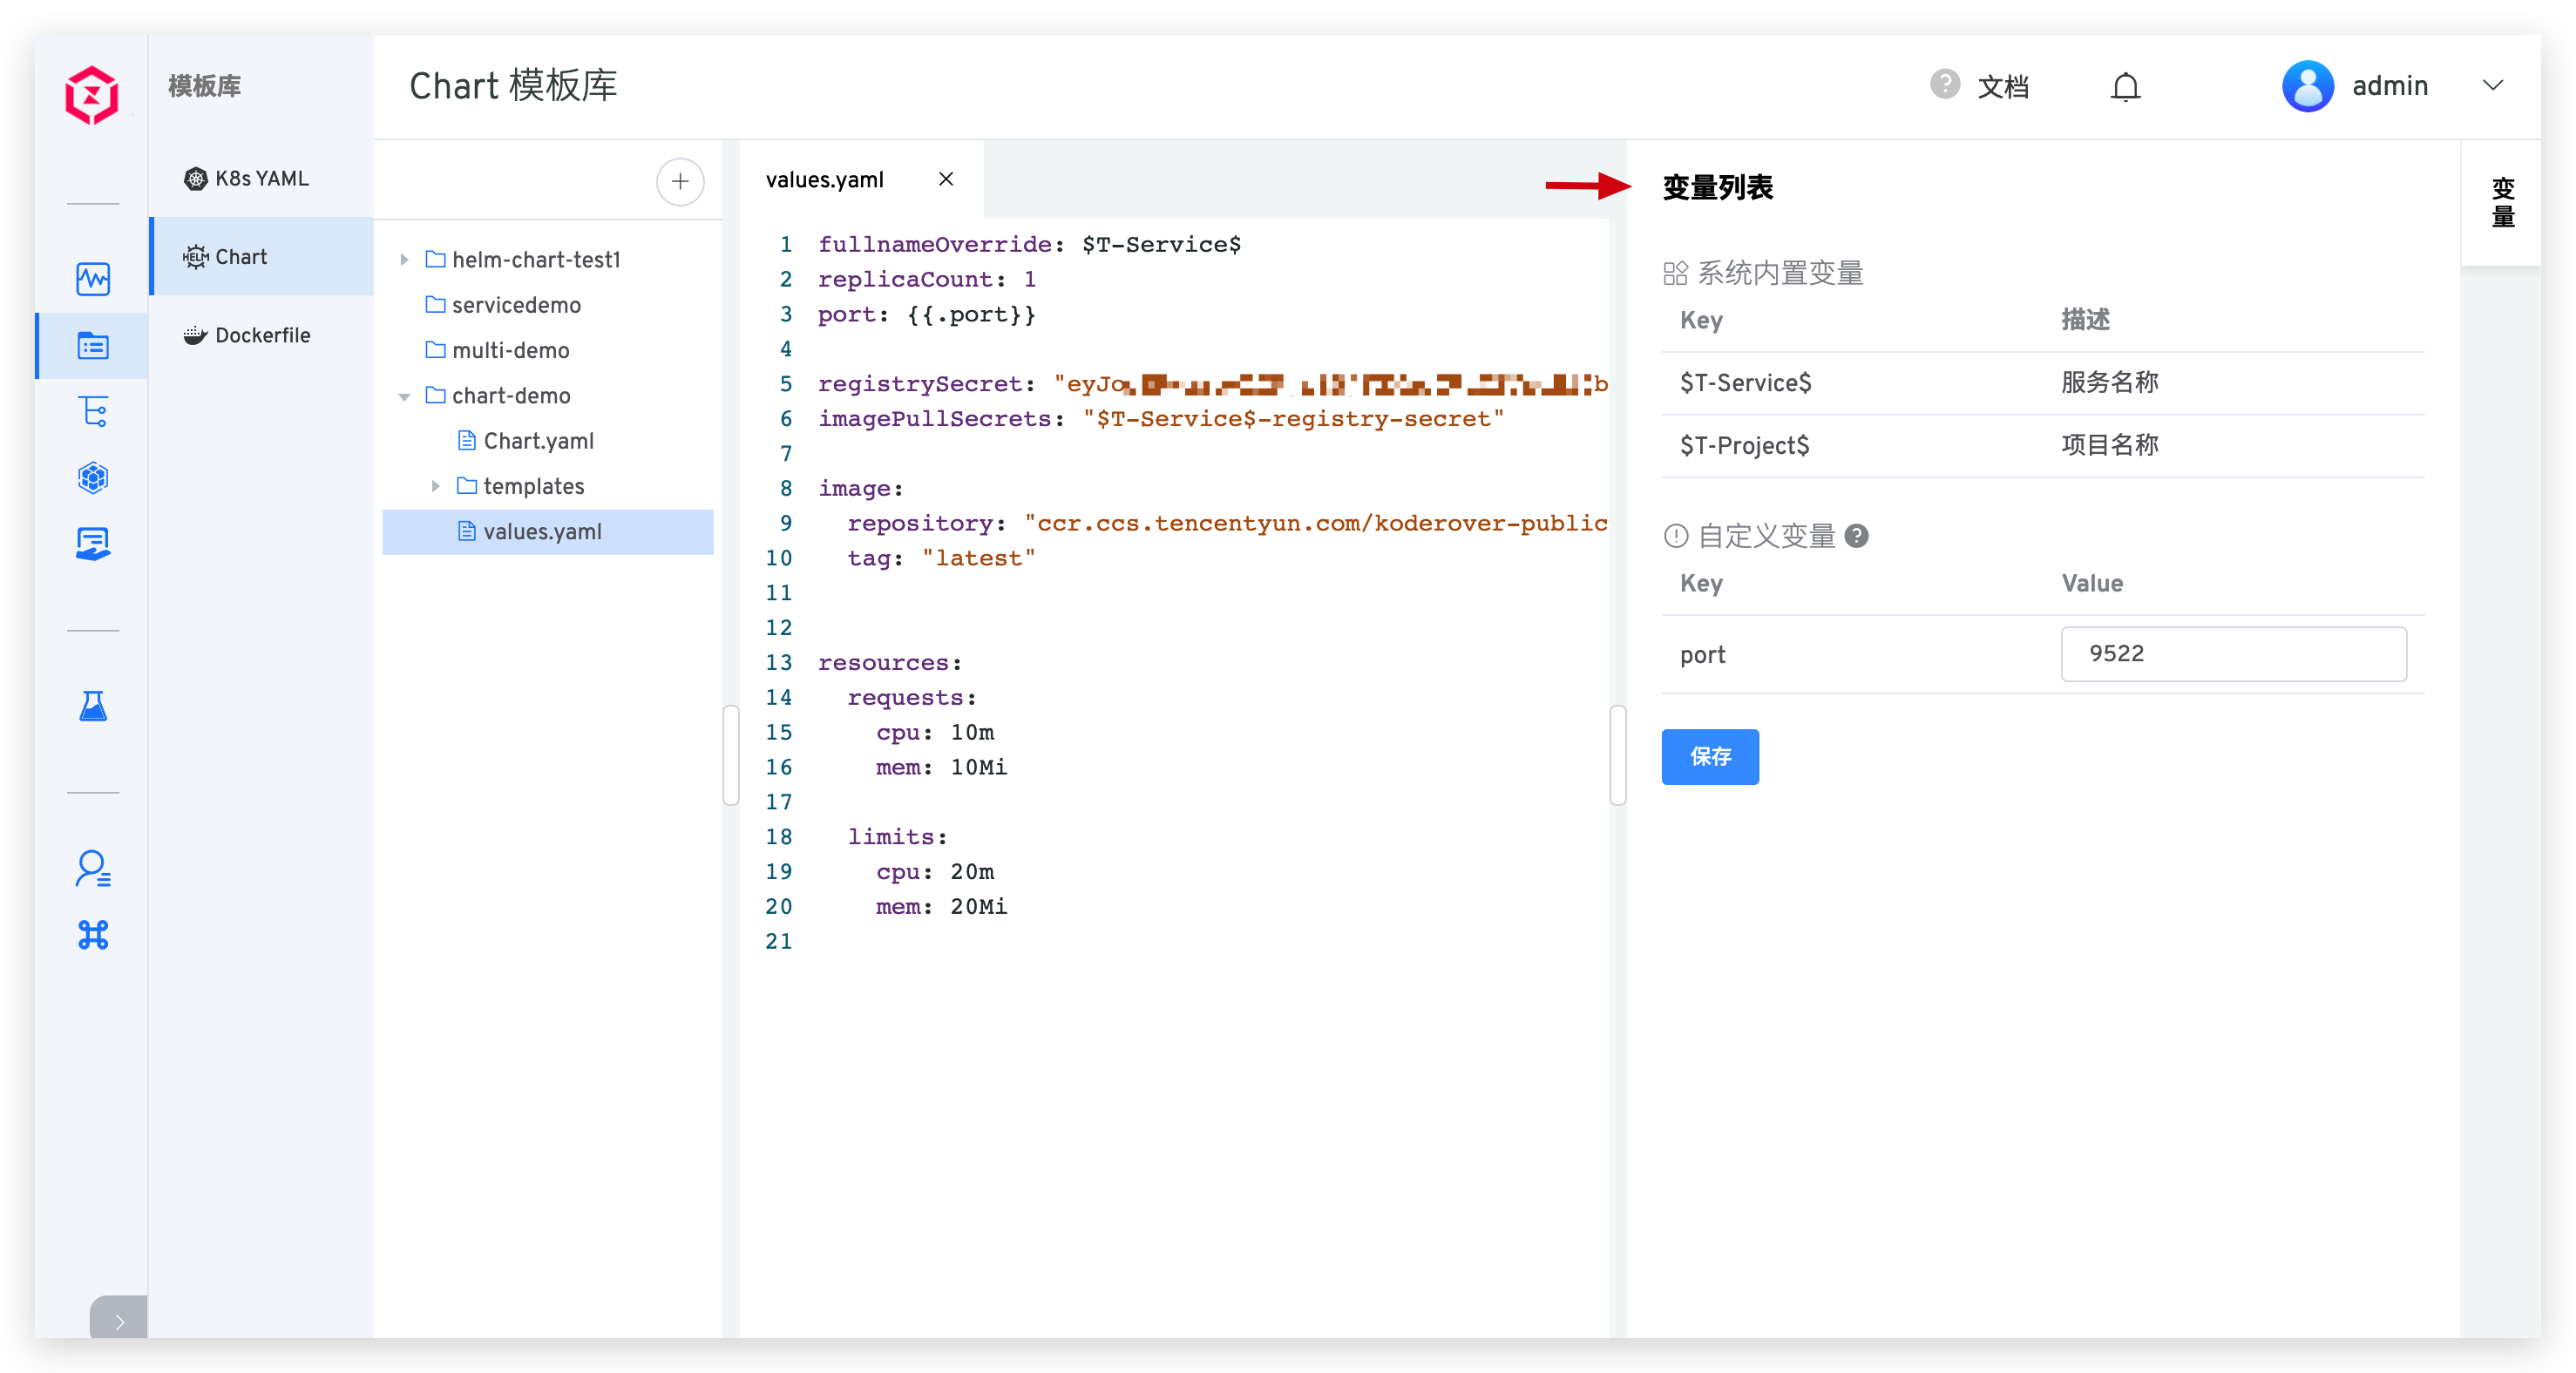 模板库
K8s YAML
HELM Chart
Dockerfile
Chart 模板库
? 文档
admin
helm-chart-test1
servicedemo
multi-demo
chart-demo
Chart.yaml
templates
values.yaml
values.yaml
1 fullnameOverride: $T-Service$
2 replicaCount: 1
3 port: {{.port}}
4
5 registrySecret: "eyJo
6 imagePullSecrets: "$T-Service$-registry-secret"
7
8 image:
9 repository: "ccr.ccs.tencentyun.com/koderover-public
10 tag: "latest"
11
12
13 resources:
14 requests:
15 cpu: 10m
16 mem: 10Mi
17
18 limits:
19 cpu: 20m
20 mem: 20Mi
21
变量列表
系统内置变量
Key 描述
$T-Service$ 服务名称
$T-Project$ 项目名称
自定义变量 ?
Key Value
port 9522
保存
变量